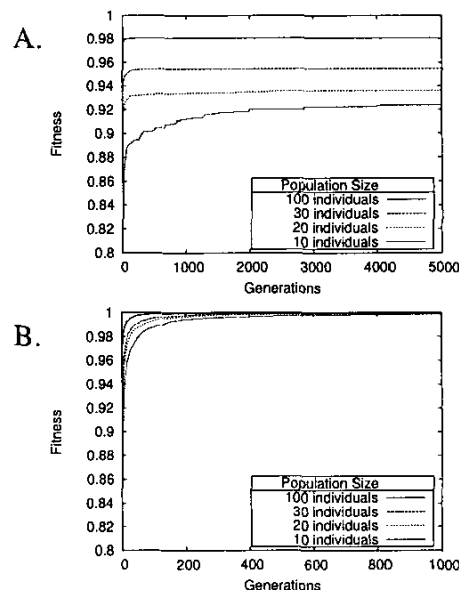 A.
1
0.98
0.96
0.94
0.92
0.9
0.88
0.86
0.84
0.82
0.8
Fitness
Population Size
100 individuals
30 individuals
20 individuals
10 individuals
0 1000 2000 3000 4000 5000
Generations
B.
1
0.98
0.96
0.94
0.92
0.9
0.88
0.86
0.84
0.82
0.8
Fitness
Population Size
100 individuals
30 individuals
20 individuals
10 individuals
0 200 400 600 800 1000
Generations